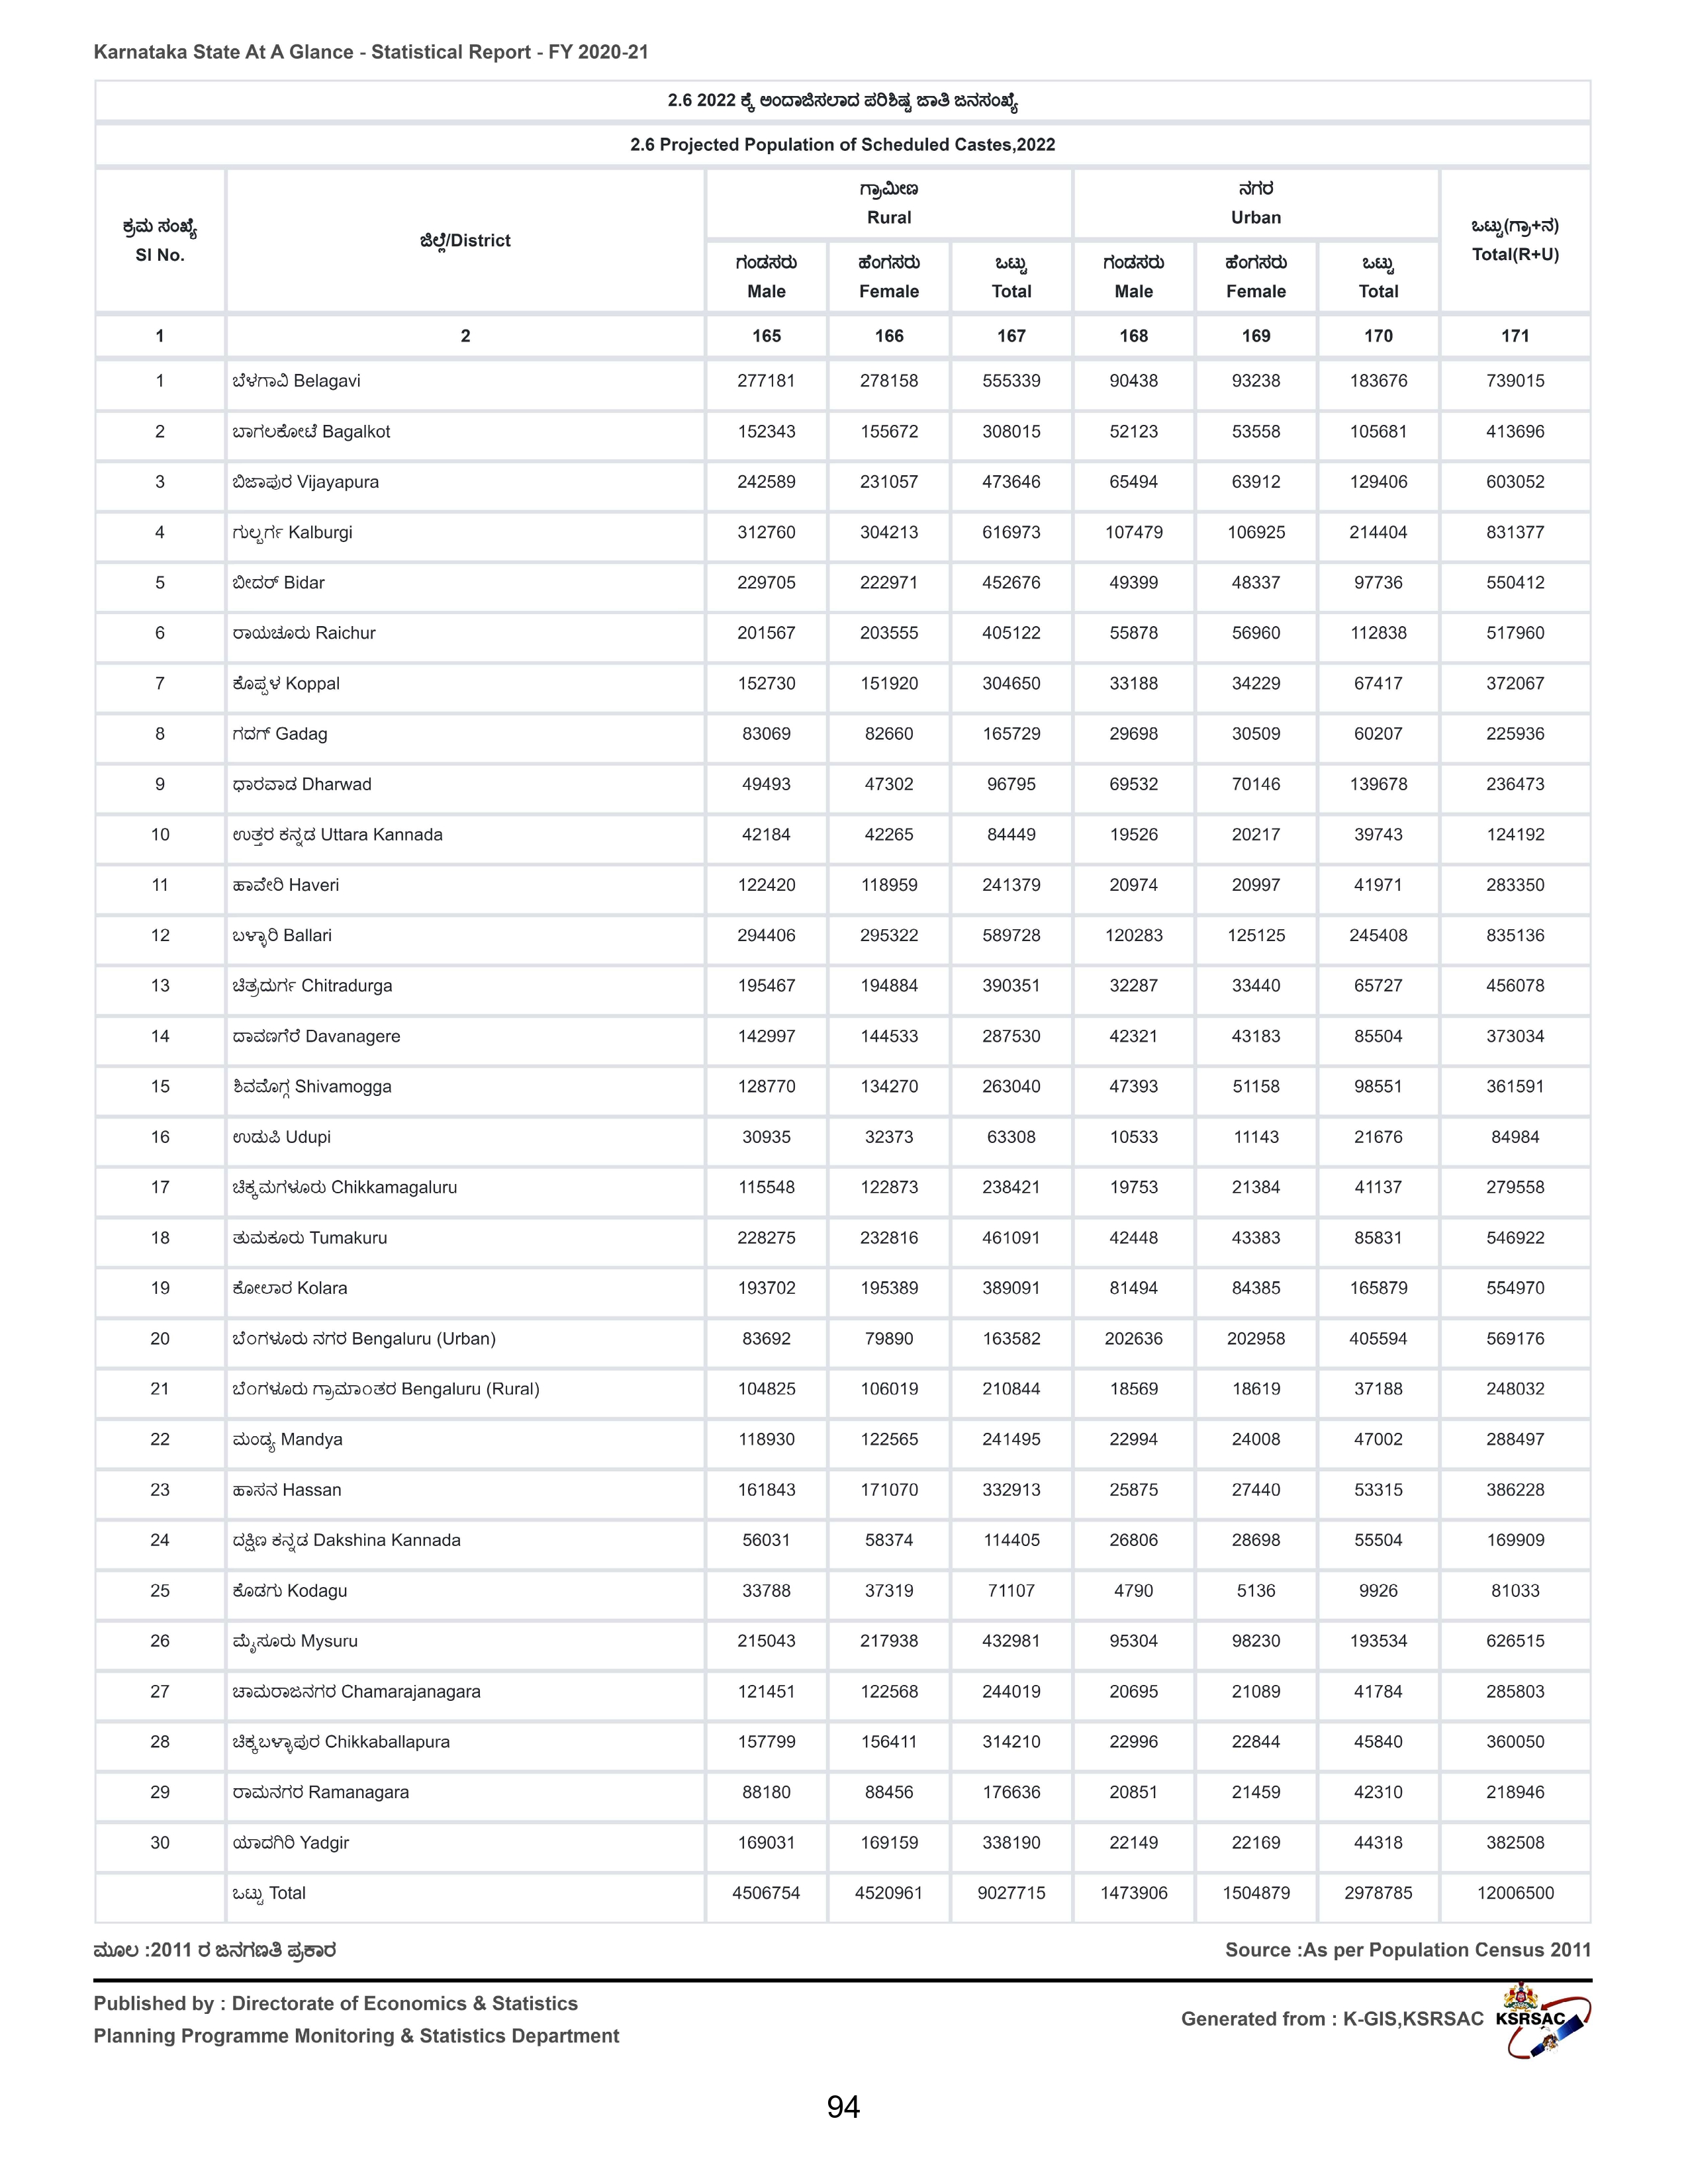 Karnataka State At A Glance - Statistical Report - FY 2020-21
2.6 2022 ಕ್ಕೆ ಅಂದಾಜಿಸಲಾದ ಪರಿಶಿಷ್ಟ ಜಾತಿ ಜನಸಂಖ್ಯೆ
2.6 Projected Population of Scheduled Castes,2022
ಕ್ರಮ ಸಂಖ್ಯೆ
Sl No.
ಜಿಲ್ಲೆ/District
ಗ್ರಾಮೀಣ
Rural
ನಗರ
Urban
ಒಟ್ಟು(ಗ್ರಾ+ನ)
Total(R+U)
ಗಂಡಸರು
Male
ಹೆಂಗಸರು
Female
ಒಟ್ಟು
Total
ಗಂಡಸರು
Male
ಹೆಂಗಸರು
Female
ಒಟ್ಟು
Total
1 2 165 166 167 168 169 170 171
1 ಬೆಳಗಾವಿ Belagavi 277181 278158 555339 90438 93238 183676 739015
2 ಬಾಗಲಕೋಟೆ Bagalkot 152343 155672 308015 52123 53558 105681 413696
3 ಬಿಜಾಪುರ Vijayapura 242589 231057 473646 65494 63912 129406 603052
4 ಗುಲ್ಬರ್ಗ Kalburgi 312760 304213 616973 107479 106925 214404 831377
5 ಬೀದರ್ Bidar 229705 222971 452676 49399 48337 97736 550412
6 ರಾಯಚೂರು Raichur 201567 203555 405122 55878 56960 112838 517960
7 ಕೊಪ್ಪಳ Koppal 152730 151920 304650 33188 34229 67417 372067
8 ಗದಗ್ Gadag 83069 82660 165729 29698 30509 60207 225936
9 ಧಾರವಾಡ Dharwad 49493 47302 96795 69532 70146 139678 236473
10 ಉತ್ತರ ಕನ್ನಡ Uttara Kannada 42184 42265 84449 19526 20217 39743 124192
11 ಹಾವೇರಿ Haveri 122420 118959 241379 20974 20997 41971 283350
12 ಬಳ್ಳಾರಿ Ballari 294406 295322 589728 120283 125125 245408 835136
13 ಚಿತ್ರದುರ್ಗ Chitradurga 195467 194884 390351 32287 33440 65727 456078
14 ದಾವಣಗೆರೆ Davanagere 142997 144533 287530 42321 43183 85504 373034
15 ಶಿವಮೊಗ್ಗ Shivamogga 128770 134270 263040 47393 51158 98551 361591
16 ಉಡುಪಿ Udupi 30935 32373 63308 10533 11143 21676 84984
17 ಚಿಕ್ಕಮಗಳೂರು Chikkamagaluru 115548 122873 238421 19753 21384 41137 279558
18 ತುಮಕೂರು Tumakuru 228275 232816 461091 42448 43383 85831 546922
19 ಕೋಲಾರ Kolara 193702 195389 389091 81494 84385 165879 554970
20 ಬೆಂಗಳೂರು ನಗರ Bengaluru (Urban) 83692 79890 163582 202636 202958 405594 569176
21 ಬೆಂಗಳೂರು ಗ್ರಾಮಾಂತರ Bengaluru (Rural) 104825 106019 210844 18569 18619 37188 248032
22 ಮಂಡ್ಯ Mandya 118930 122565 241495 22994 24008 47002 288497
23 ಹಾಸನ Hassan 161843 171070 332913 25875 27440 53315 386228
24 ದಕ್ಷಿಣ ಕನ್ನಡ Dakshina Kannada 56031 58374 114405 26806 28698 55504 169909
25 ಕೊಡಗು Kodagu 33788 37319 71107 4790 5136 9926 81033
26 ಮೈಸೂರು Mysuru 215043 217938 432981 95304 98230 193534 626515
27 ಚಾಮರಾಜನಗರ Chamarajanagara 121451 122568 244019 20695 21089 41784 285803
28 ಚಿಕ್ಕಬಳ್ಳಾಪುರ Chikkaballapura 157799 156411 314210 22996 22844 45840 360050
29 ರಾಮನಗರ Ramanagara 88180 88456 176636 20851 21459 42310 218946
30 ಯಾದಗಿರಿ Yadgir 169031 169159 338190 22149 22169 44318 382508
ಒಟ್ಟು Total 4506754 4520961 9027715 1473906 1504879 2978785 12006500
ಮೂಲ :2011 ರ ಜನಗಣತಿ ಪ್ರಕಾರ Source :As per Population Census 2011
Published by : Directorate of Economics & Statistics
Planning Programme Monitoring & Statistics Department
Generated from : K-GIS,KSRSAC
KSRSAC
94